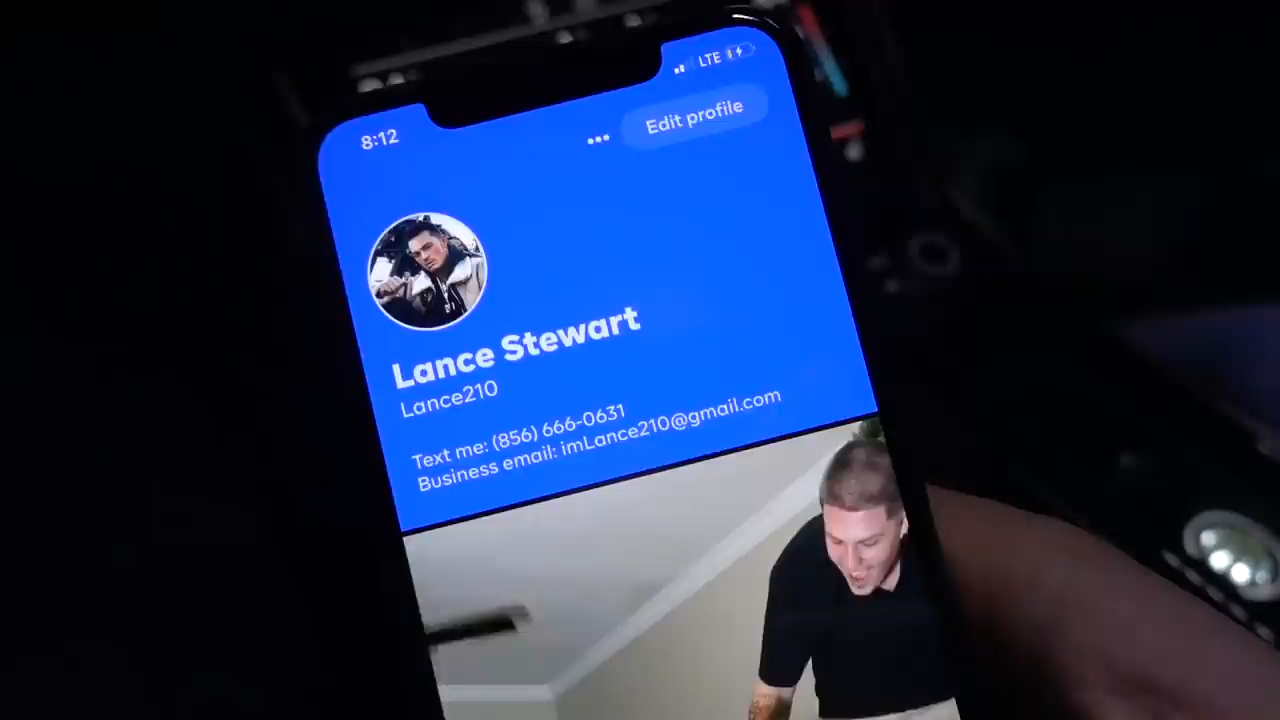 8:12
LTE
Edit profile
Lance Stewart
Lance210
Text me: (856) 666-0631
Business email: imLance210@gmail.com